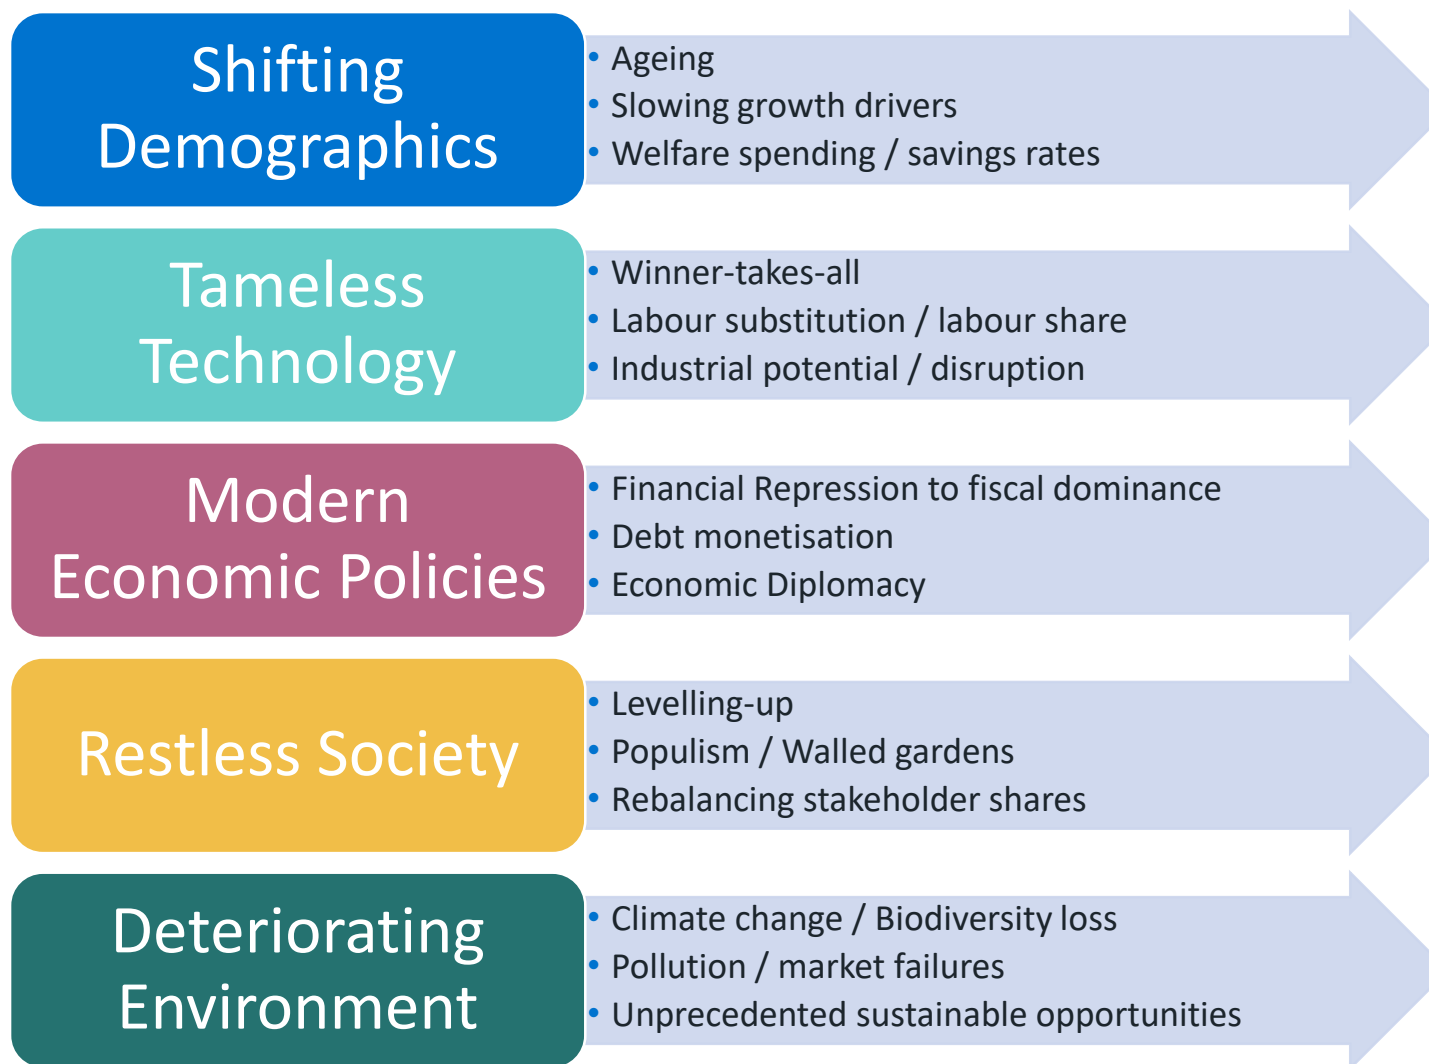 Shifting
Demographics
• Ageing
• Slowing growth drivers
• Welfare spending / savings rates
Tameless
Technology
• Winner-takes-all
• Labour substitution / labour share
• Industrial potential / disruption
Modern
Economic Policies
• Financial Repression to fiscal dominance
• Debt monetisation
• Economic Diplomacy
Restless Society
• Levelling-up
• Populism / Walled gardens
• Rebalancing stakeholder shares
Deteriorating
Environment
• Climate change / Biodiversity loss
• Pollution / market failures
• Unprecedented sustainable opportunities